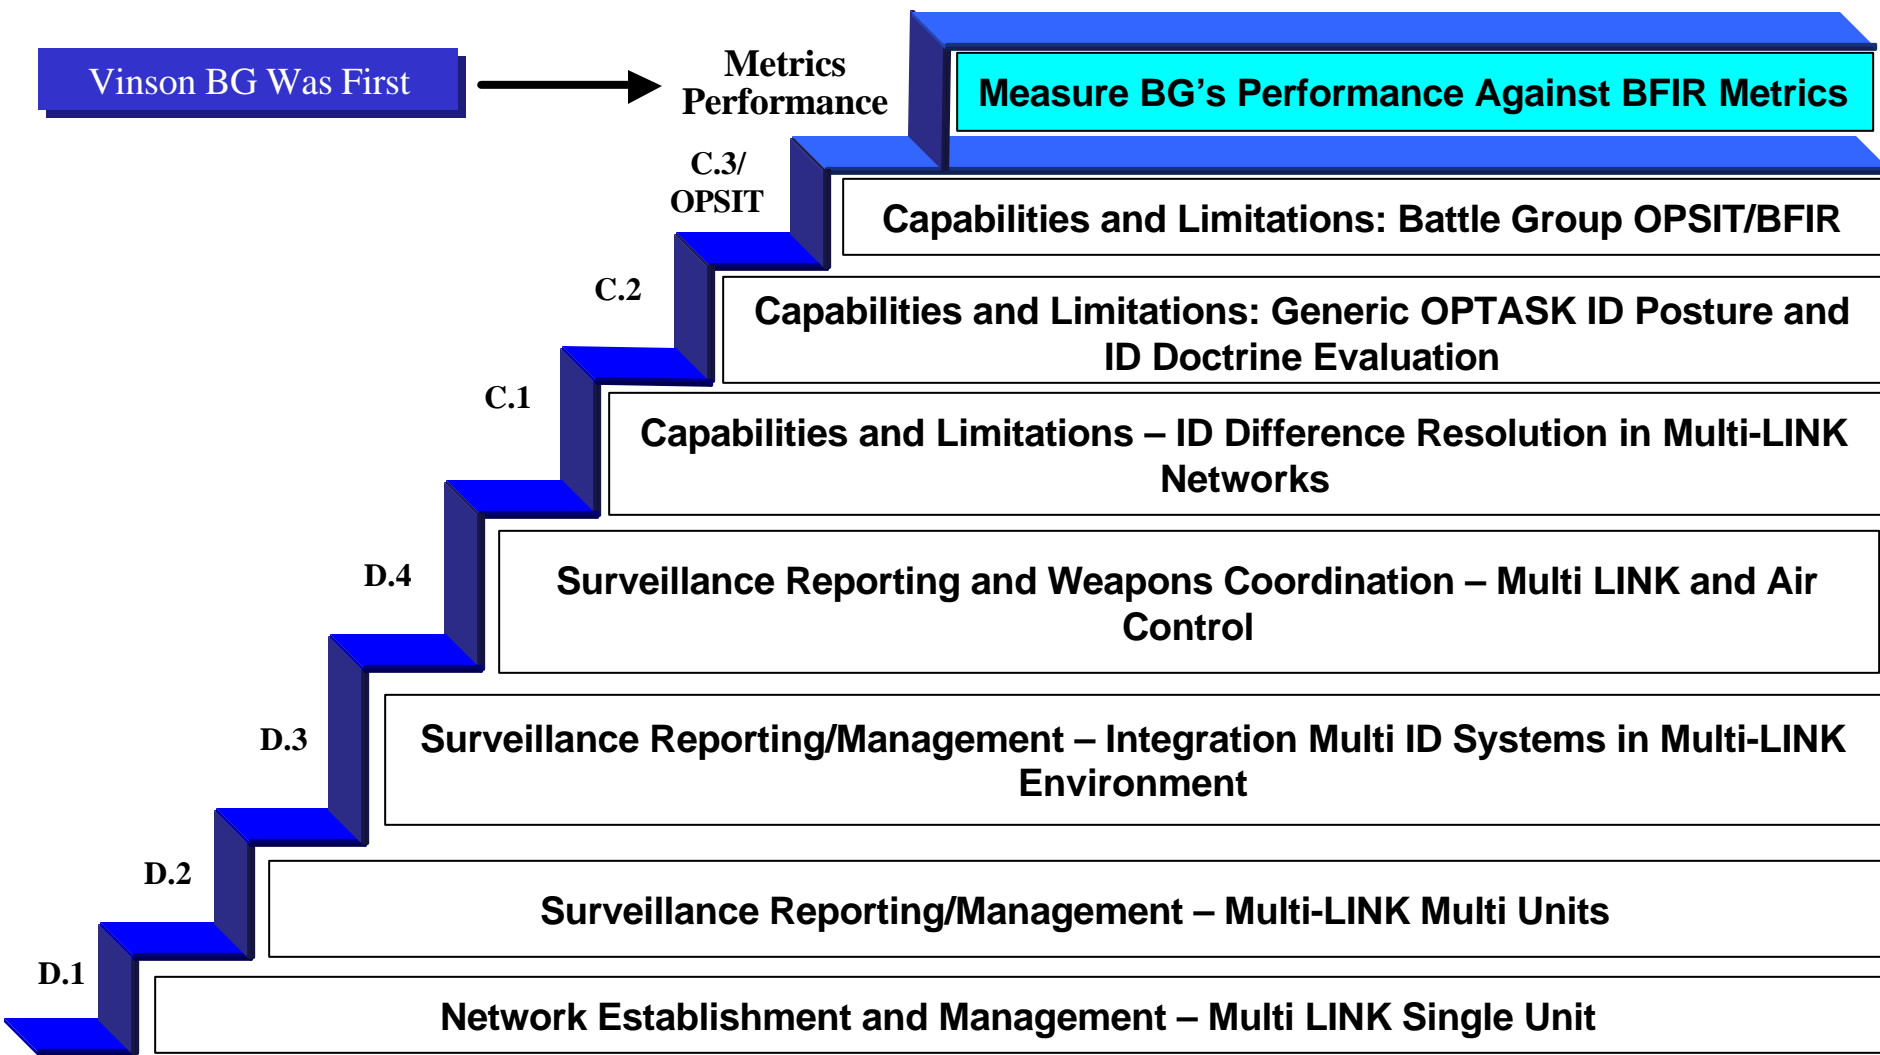 Vinson BG Was First
Metrics
Performance
Measure BG's Performance Against BFIR Metrics
C.3/
OPSIT
Capabilities and Limitations: Battle Group OPSIT/BFIR
C.2
Capabilities and Limitations: Generic OPTASK ID Posture and
ID Doctrine Evaluation
C.1
Capabilities and Limitations – ID Difference Resolution in Multi-LINK
Networks
D.4
Surveillance Reporting and Weapons Coordination – Multi LINK and Air
Control
D.3
Surveillance Reporting/Management – Integration Multi ID Systems in Multi-LINK
Environment
D.2
Surveillance Reporting/Management – Multi-LINK Multi Units
D.1
Network Establishment and Management – Multi LINK Single Unit